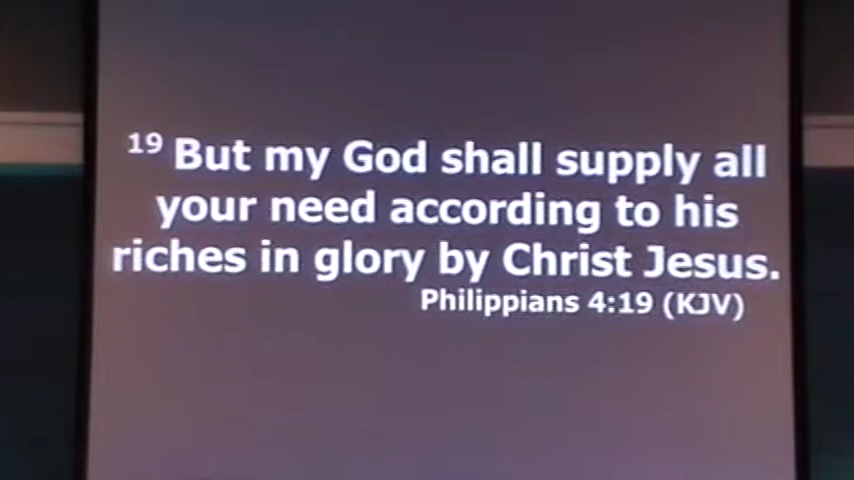 19 But my God shall supply all
your need according to his
riches in glory by Christ Jesus.
Philippians 4:19 (KJV)